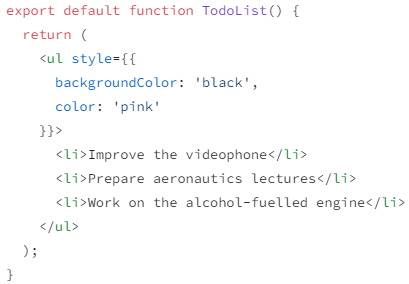 export default function TodoList() {
  return (
    <ul style={{
      backgroundColor: 'black',
      color: 'pink'
    }}>
      <li>Improve the videophone</li>
      <li>Prepare aeronautics lectures</li>
      <li>Work on the alcohol-fuelled engine</li>
    </ul>
  );
}